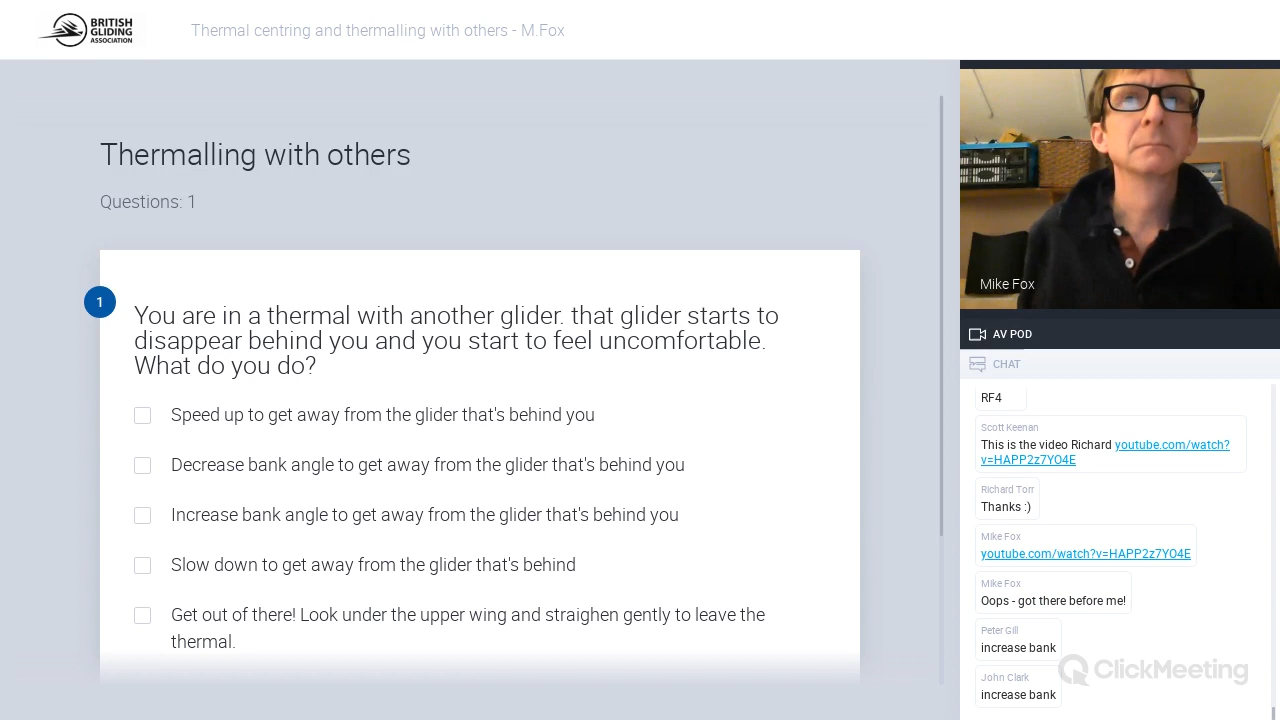 BRITISH
GLIDING
ASSOCIATION
Thermal centring and thermalling with others - M.Fox
Thermalling with others
Questions: 1
1
You are in a thermal with another glider. that glider starts to
disappear behind you and you start to feel uncomfortable.
What do you do?
Speed up to get away from the glider that's behind you
Decrease bank angle to get away from the glider that's behind you
Increase bank angle to get away from the glider that's behind you
Slow down to get away from the glider that's behind
Get out of there! Look under the upper wing and straighen gently to leave the
thermal.
Mike Fox
AV POD
CHAT
RF4
Scott Keenan
This is the video Richard youtube.com/watch?
v=HAPP2z7YO4E
Richard Torr
Thanks :)
Mike Fox
youtube.com/watch?v=HAPP2z7YO4E
Mike Fox
Oops - got there before me!
Peter Gill
increase bank
John Clark
increase bank
ClickMeeting